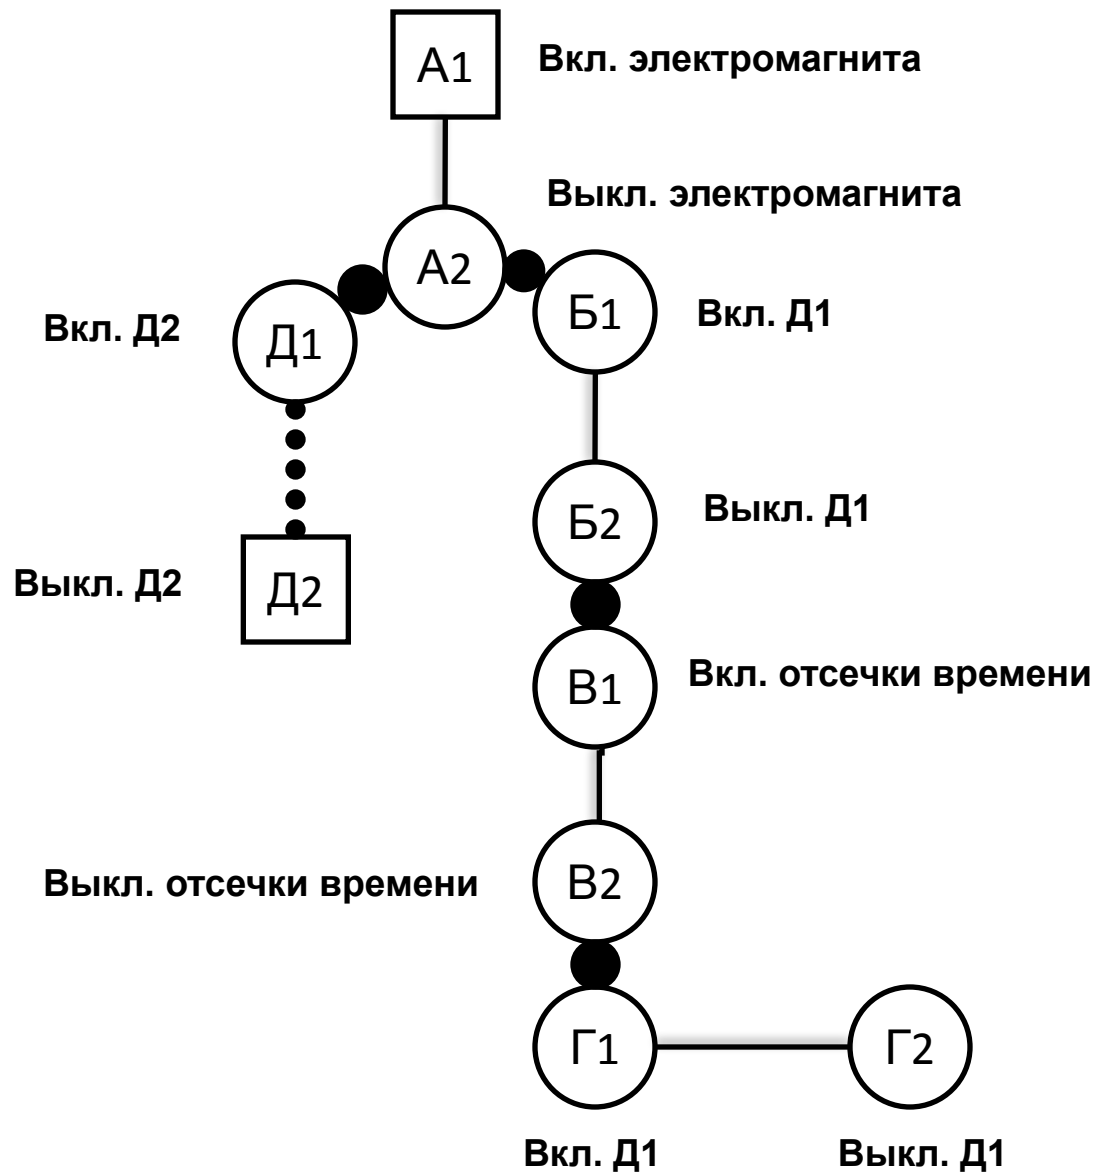 А1
Вкл. электромагнита
Выкл. электромагнита
А2
Б1
Вкл. Д1
Вкл. Д2
Д1
Б2
Выкл. Д1
Выкл. Д2
Д2
В1
Вкл. отсечки времени
Выкл. отсечки времени
В2
Г1
Г2
Вкл. Д1
Выкл. Д1